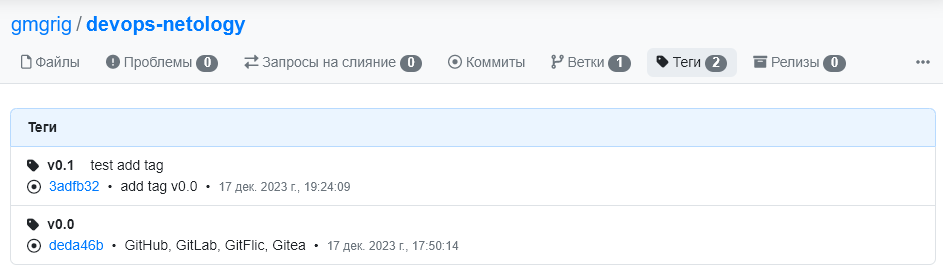 gmgrig / devops-netology
Файлы Проблемы 0 Запросы на слияние 0 Коммиты Ветки 1 Теги 2 Релизы 0 •••
Теги
v0.1 test add tag
3adfb32 • add tag v0.0 • 17 дек. 2023 г., 19:24:09
v0.0
deda46b • GitHub, GitLab, GitFlic, Gitea • 17 дек. 2023 г., 17:50:14